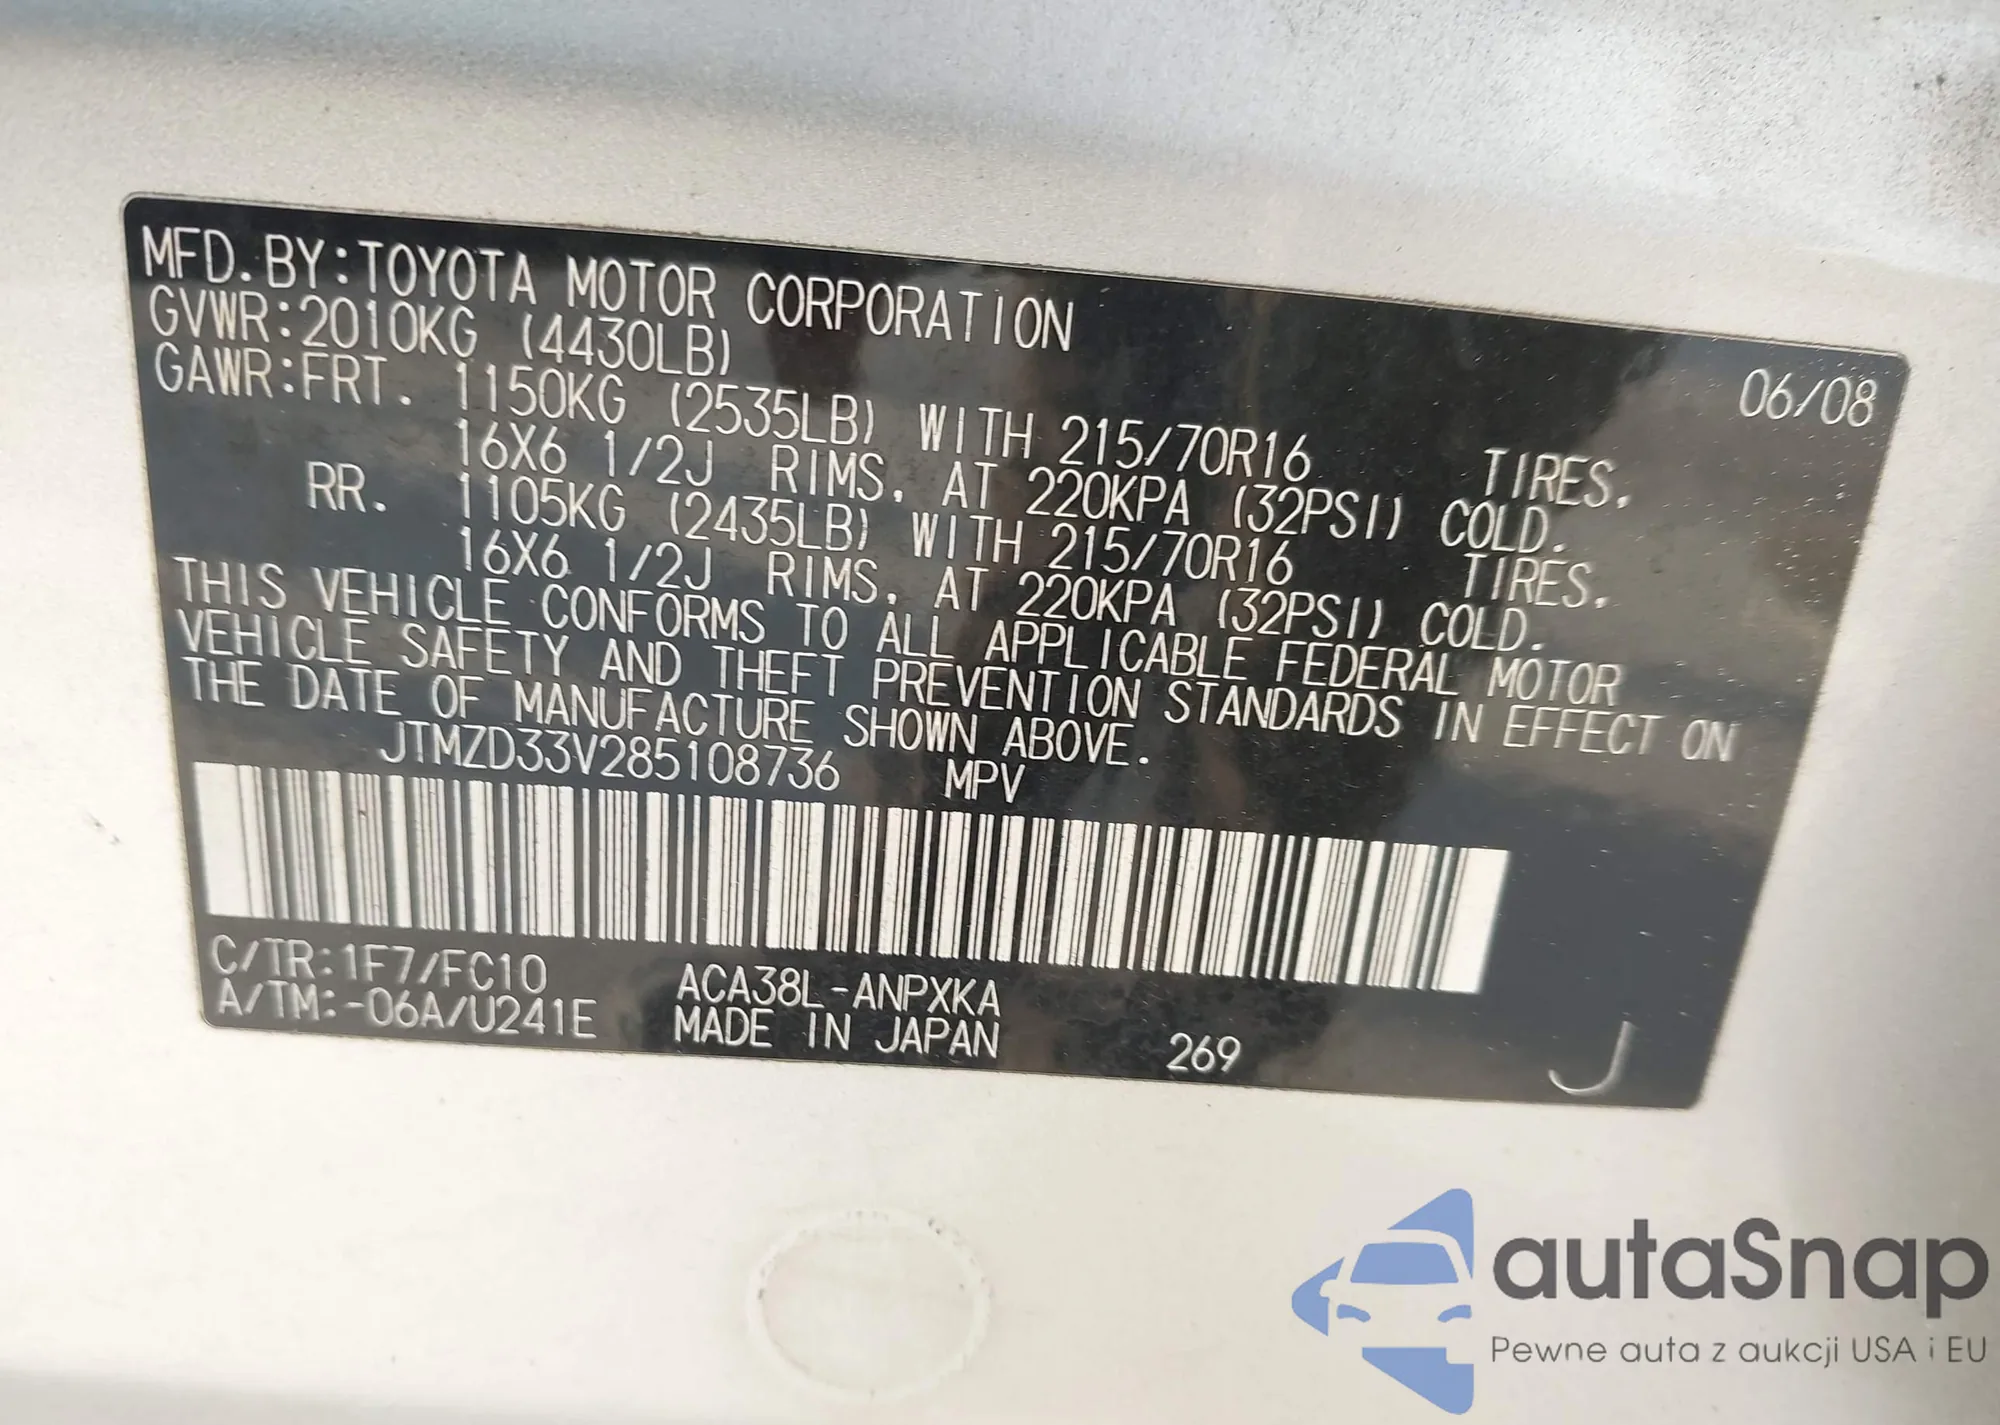 MFD. BY:TOYOTA MOTOR CORPORATION 06/08
GVWR:2010KG (4430LB)
GAWR:FRT. 1150KG (2535LB) WITH 215/70R16 TIRES,
16X6 1/2J RIMS, AT 220KPA (32PSI) COLD.
RR. 1105KG (2435LB) WITH 215/70R16 TIRES,
16X6 1/2J RIMS, AT 220KPA (32PSI) COLD.
THIS VEHICLE CONFORMS TO ALL APPLICABLE FEDERAL MOTOR
VEHICLE SAFETY AND THEFT PREVENTION STANDARDS IN EFFECT ON
THE DATE OF MANUFACTURE SHOWN ABOVE.
JTMZD33V285108736 MPV
C/TR:1F7/FC10 ACA38L-ANPXKA
A/TM:-06A/U241E MADE IN JAPAN 269 J
autaSnap
Pewne auta z aukcji USA i EU